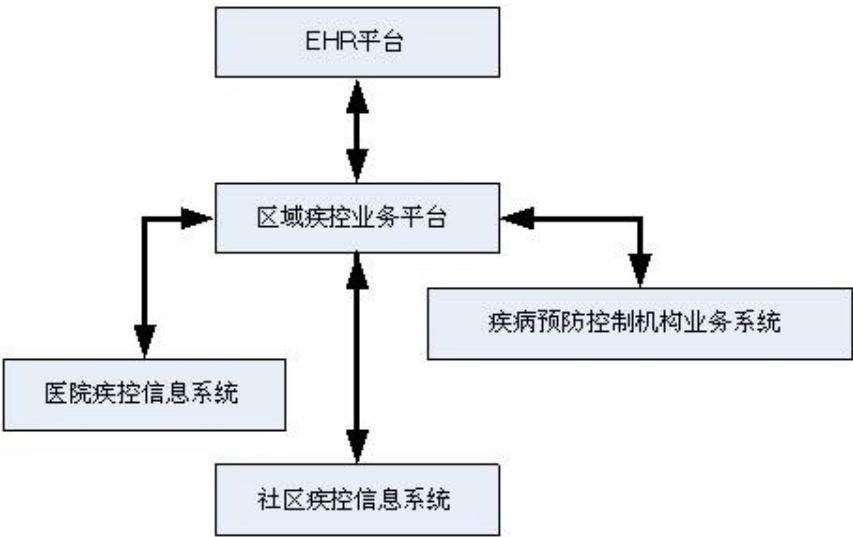 EHR平台
区域疾控业务平台
疾病预防控制机构业务系统
医院疾控信息系统
社区疾控信息系统